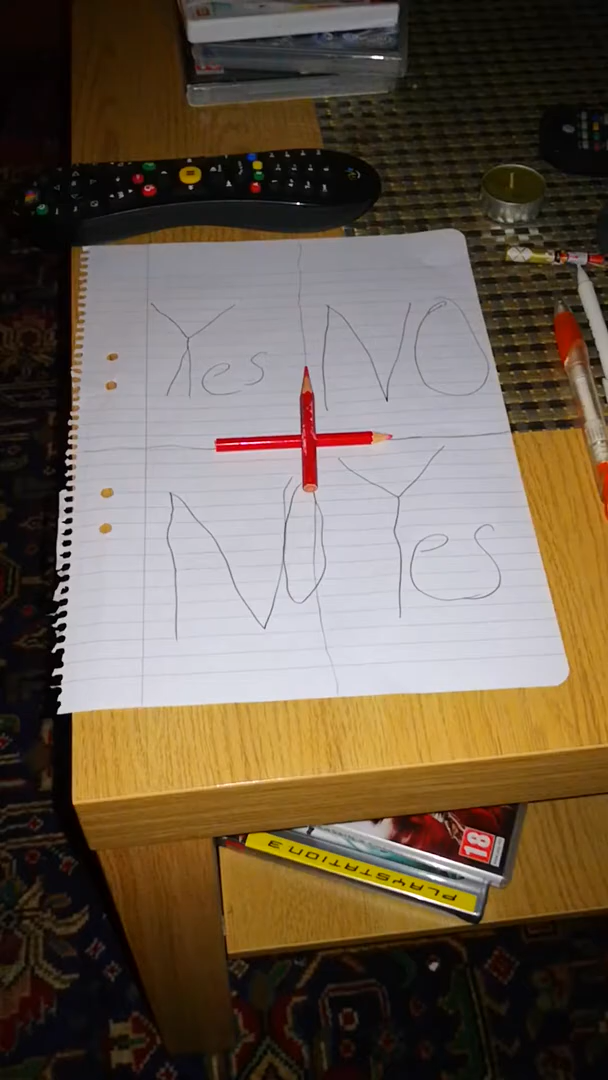 Yes NO
NO Yes
18
PLAYSTATION 3